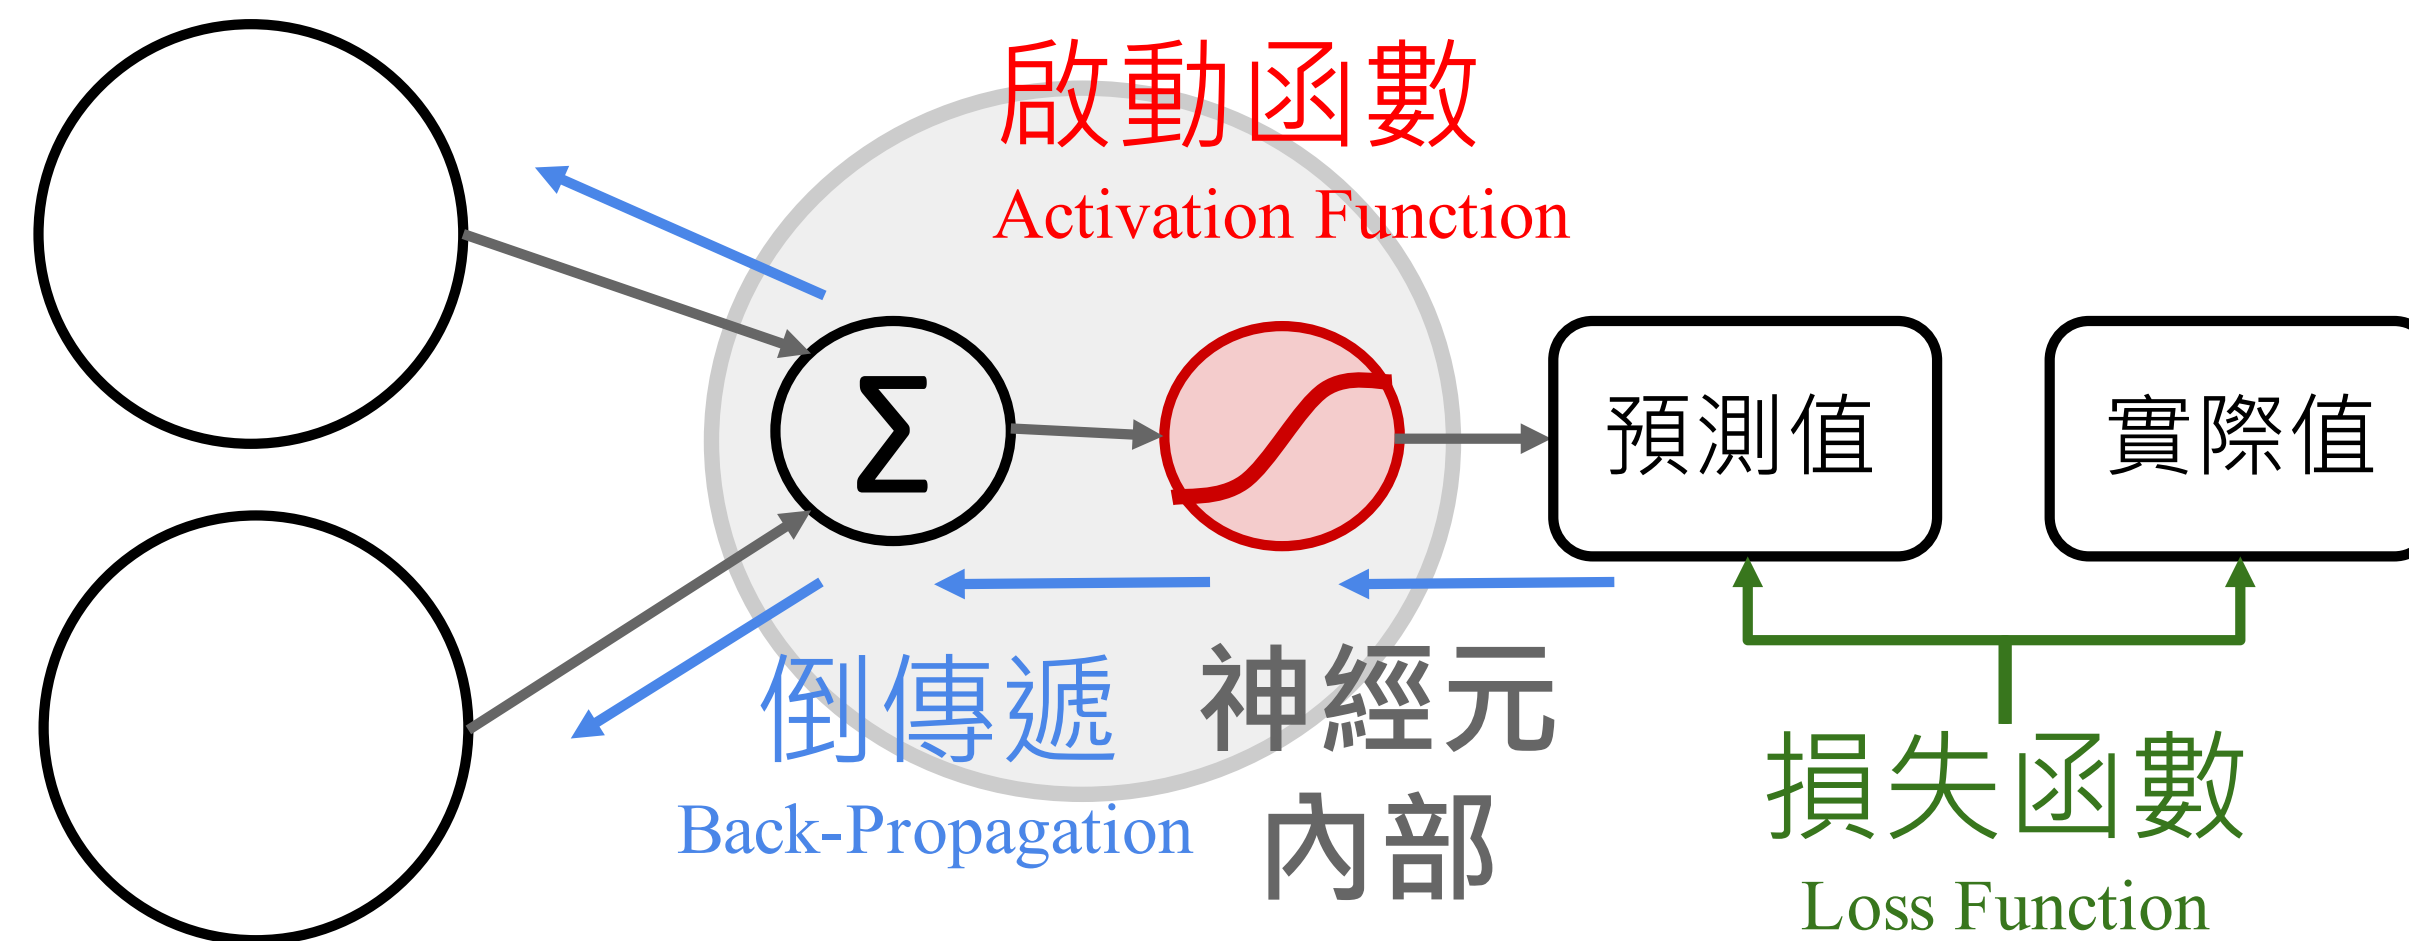 啟動函數
Activation Function
Σ
預測值
實際值
倒傳遞
Back-Propagation
神經元
內部
損失函數
Loss Function